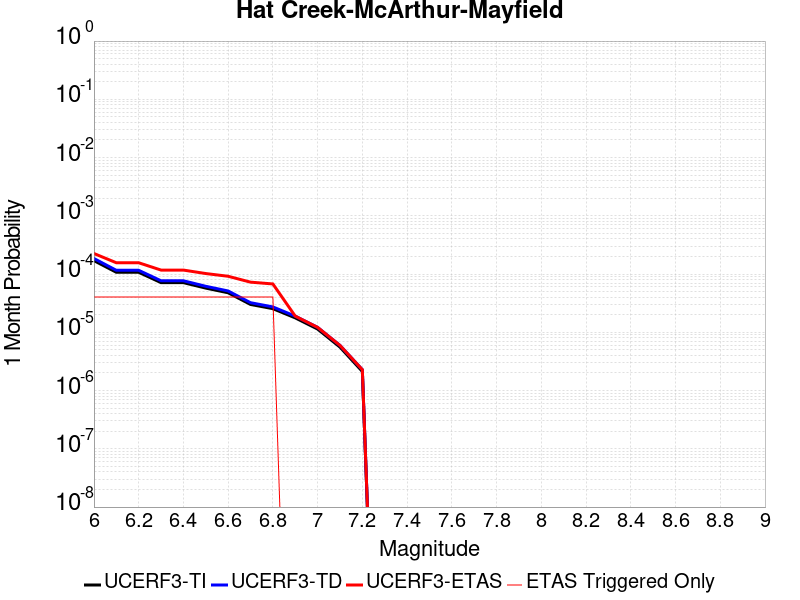 Hat Creek-McArthur-Mayfield
10^0
10^-1
10^-2
10^-3
10^-4
10^-5
10^-6
10^-7
10^-8
1 Month Probability
6 6.2 6.4 6.6 6.8 7 7.2 7.4 7.6 7.8 8 8.2 8.4 8.6 8.8 9
Magnitude
UCERF3-TI UCERF3-TD UCERF3-ETAS ETAS Triggered Only